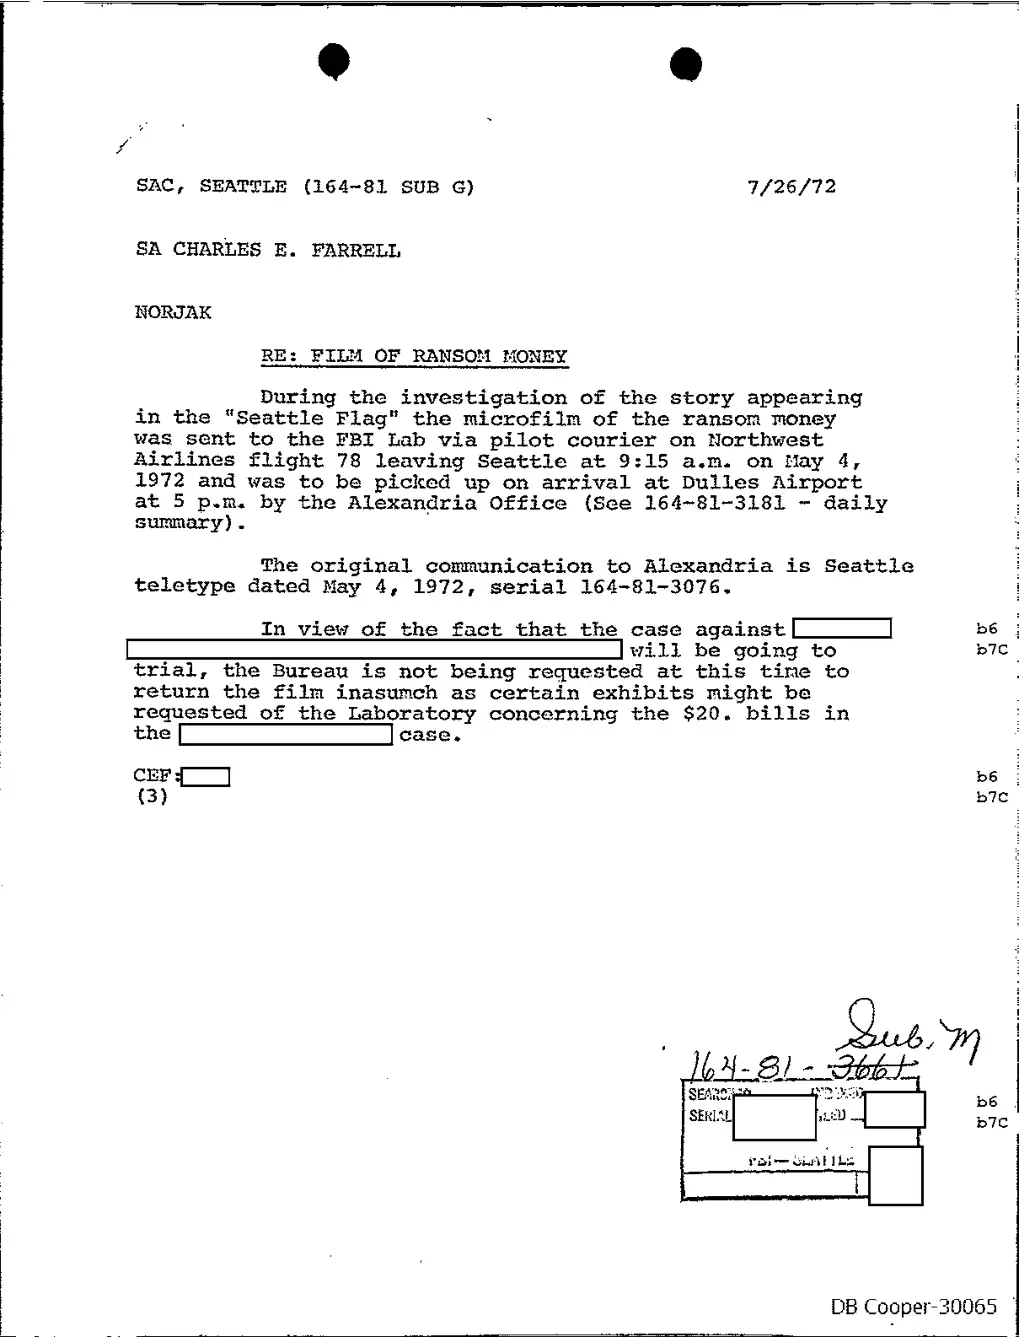 SAC, SEATTLE (164-81 SUB G) 7/26/72
SA CHARLES E. FARRELL
NORJAK
RE: FILM OF RANSOM MONEY
During the investigation of the story appearing
in the "Seattle Flag" the microfilm of the ransom money
was sent to the FBI Lab via pilot courier on Northwest
Airlines flight 78 leaving Seattle at 9:15 a.m. on May 4,
1972 and was to be picked up on arrival at Dulles Airport
at 5 p.m. by the Alexandria Office (See 164-81-3181 - daily
summary).
The original communication to Alexandria is Seattle
teletype dated May 4, 1972, serial 164-81-3076.
In view of the fact that the case against b6
will be going to b7C
trial, the Bureau is not being requested at this time to
return the film inasumch as certain exhibits might be
requested of the Laboratory concerning the $20. bills in
the case.
CEF: b6
(3) b7C
Sub. M
164-81-3661
b6
SERIAL b7C
FBI—SEATTLE
DB Cooper-30065